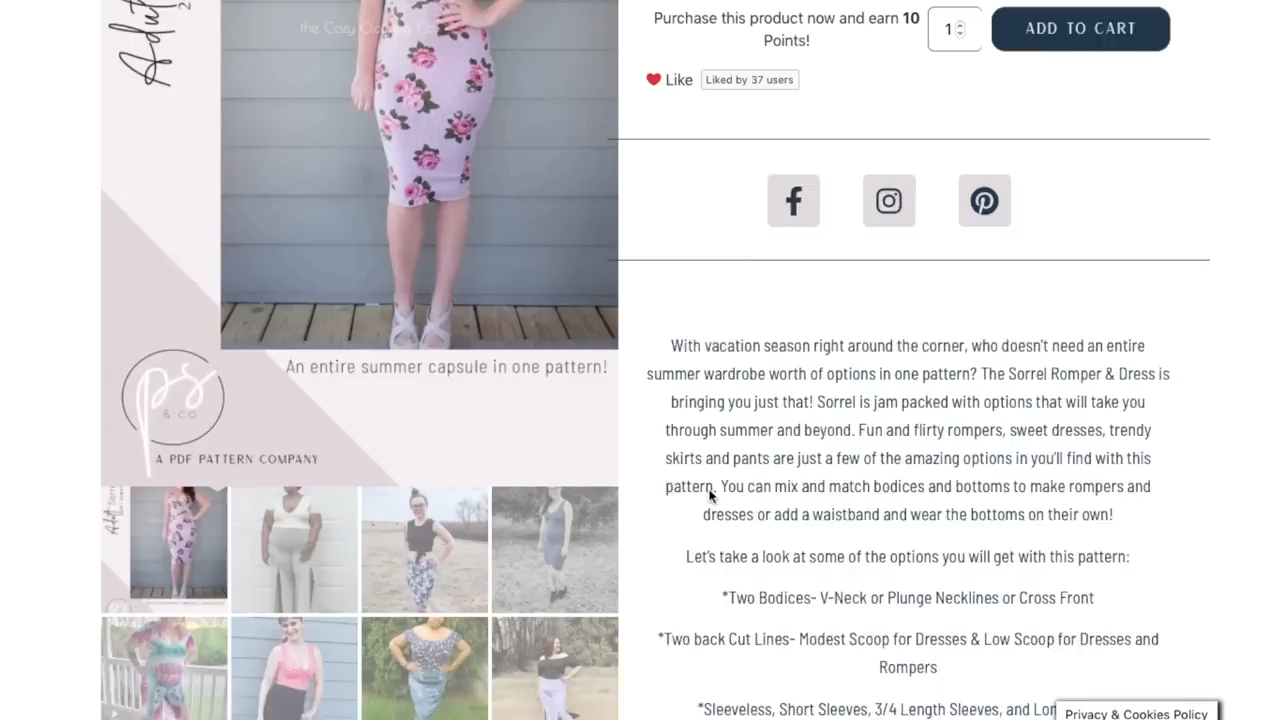 Adult
the Cozy
An entire summer capsule in one pattern!
ps
& CO
A PDF PATTERN COMPANY
Purchase this product now and earn 10
Points!
1
ADD TO CART
Like
Liked by 37 users
With vacation season right around the corner, who doesn't need an entire
summer wardrobe worth of options in one pattern? The Sorrel Romper & Dress is
bringing you just that! Sorrel is jam packed with options that will take you
through summer and beyond. Fun and flirty rompers, sweet dresses, trendy
skirts and pants are just a few of the amazing options in you'll find with this
pattern. You can mix and match bodices and bottoms to make rompers and
dresses or add a waistband and wear the bottoms on their own!
Let's take a look at some of the options you will get with this pattern:
*Two Bodices- V-Neck or Plunge Necklines or Cross Front
*Two back Cut Lines- Modest Scoop for Dresses & Low Scoop for Dresses and
Rompers
*Sleeveless, Short Sleeves, 3/4 Length Sleeves, and Lon
Privacy & Cookies Policy